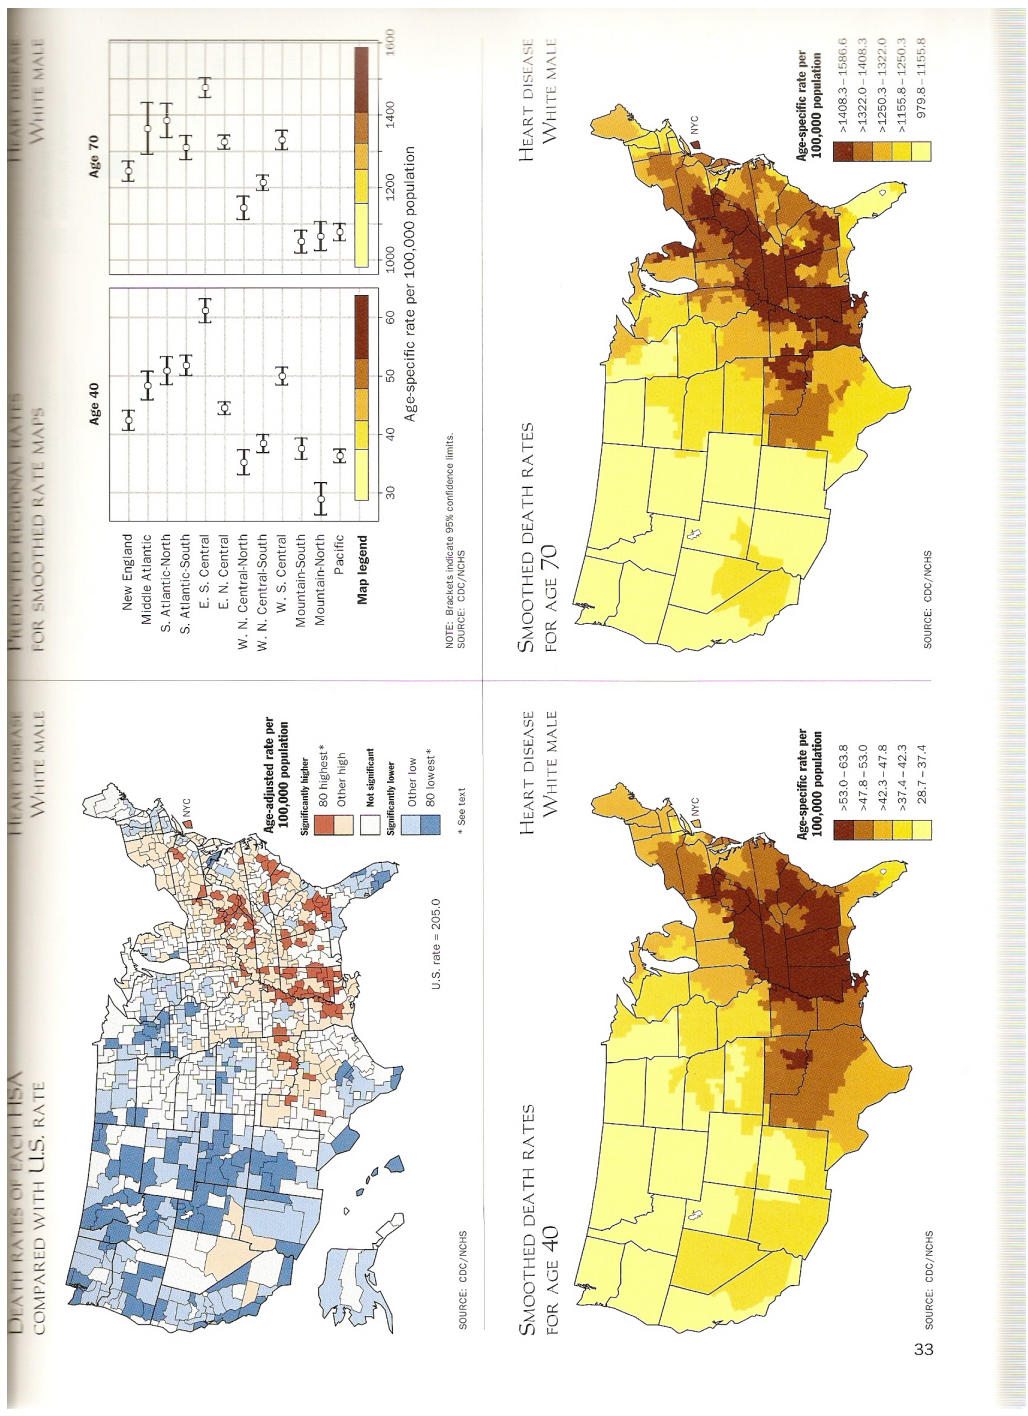 DEATH RATES OF EACH HSA
COMPARED WITH U.S. RATE
HEART DISEASE
WHITE MALE
NYC
Age-adjusted rate per
100,000 population
Significantly higher
80 highest*
Other high
Not significant
Significantly lower
Other low
80 lowest*
* See text
U.S. rate = 205.0
SOURCE: CDC/NCHS
PREDICTED REGIONAL RATES
FOR SMOOTHED RATE MAPS
HEART DISEASE
WHITE MALE
Age 40
Age 70
New England
Middle Atlantic
S. Atlantic-North
S. Atlantic-South
E. S. Central
E. N. Central
W. N. Central-North
W. N. Central-South
W. S. Central
Mountain-South
Mountain-North
Pacific
Map legend
30 40 50 60
1000 1200 1400 1600
Age-specific rate per 100,000 population
NOTE: Brackets indicate 95% confidence limits.
SOURCE: CDC/NCHS
SMOOTHED DEATH RATES
FOR AGE 40
HEART DISEASE
WHITE MALE
NYC
Age-specific rate per
100,000 population
>53.0 – 63.8
>47.8 – 53.0
>42.3 – 47.8
>37.4 – 42.3
28.7 – 37.4
SOURCE: CDC/NCHS
SMOOTHED DEATH RATES
FOR AGE 70
HEART DISEASE
WHITE MALE
NYC
Age-specific rate per
100,000 population
>1408.3 – 1586.6
>1322.0 – 1408.3
>1250.3 – 1322.0
>1155.8 – 1250.3
979.8 – 1155.8
SOURCE: CDC/NCHS
33